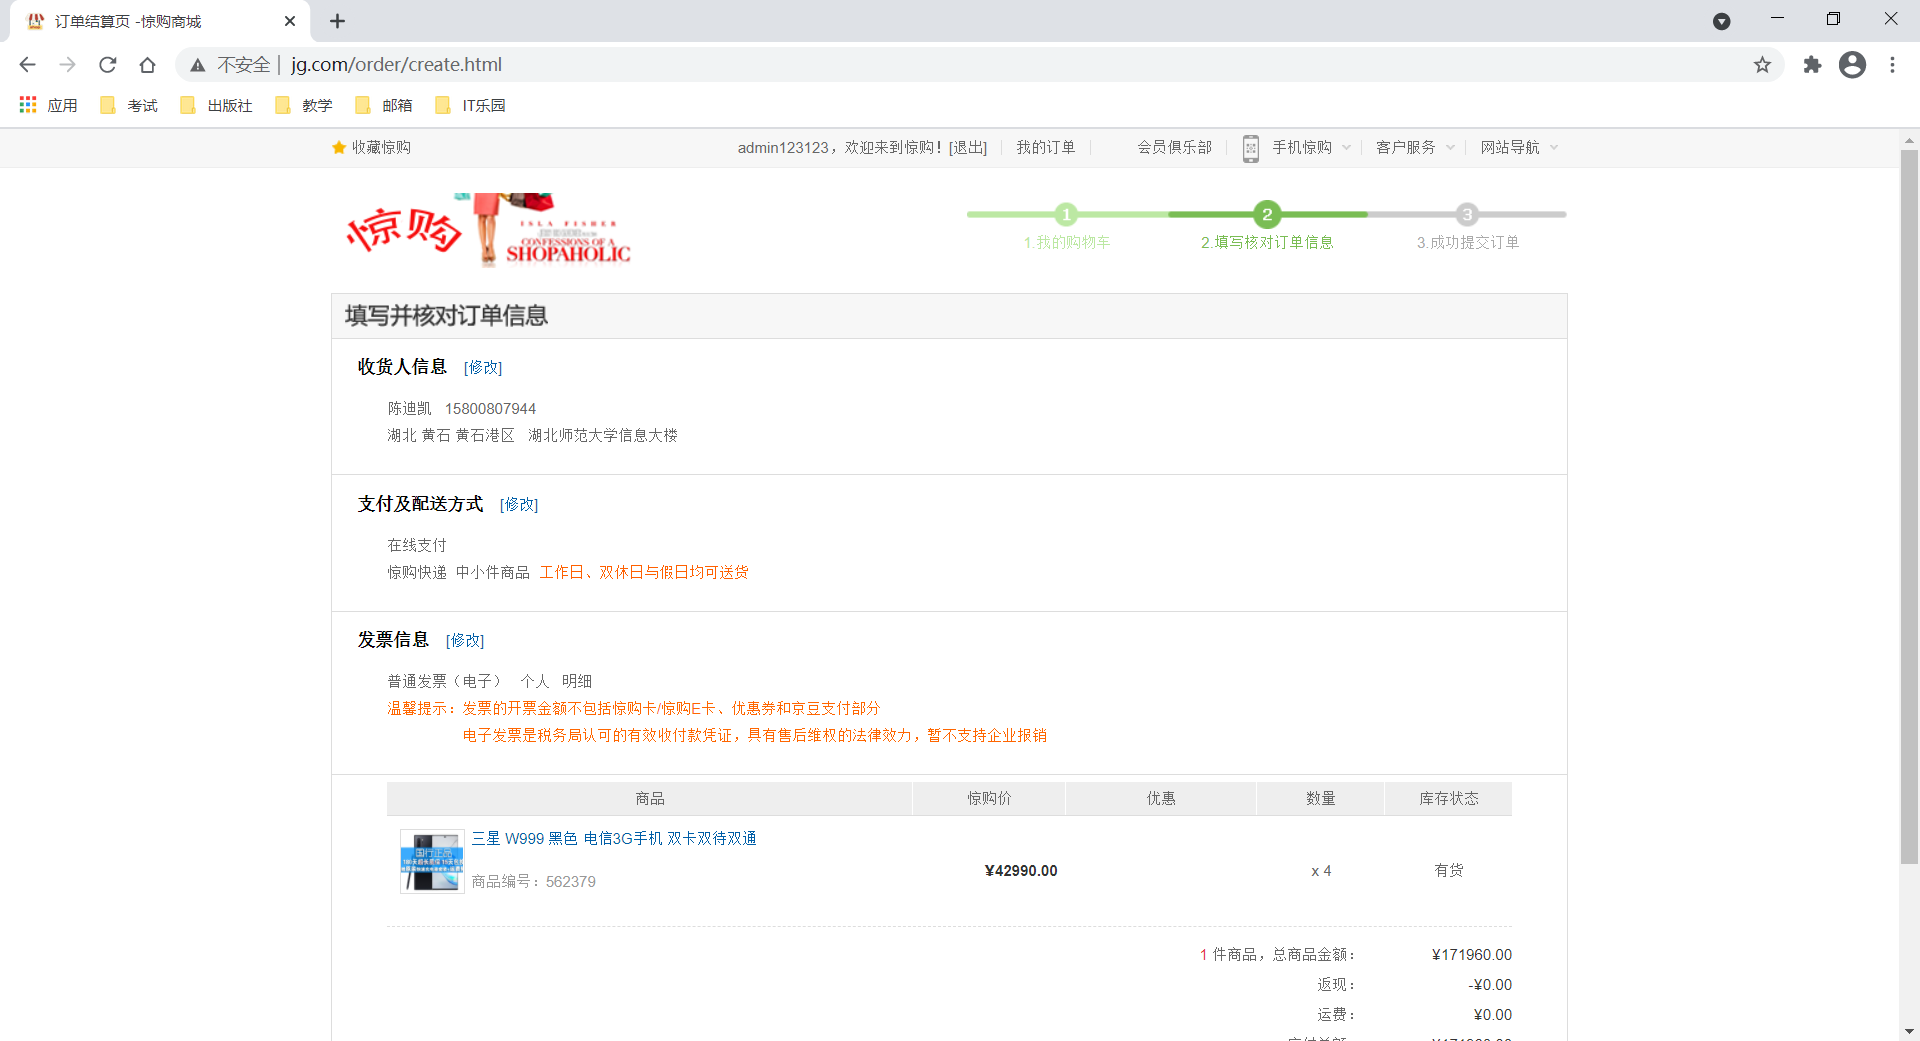 订单结算页 -惊购商城
不安全 | jg.com/order/create.html
应用 考试 出版社 教学 邮箱 IT乐园
收藏惊购 admin123123，欢迎来到惊购！[退出] 我的订单 会员俱乐部 手机惊购 客户服务 网站导航
惊购
ISLA FISHER
CONFESSIONS OF A
SHOPAHOLIC
1 2 3
1.我的购物车 2.填写核对订单信息 3.成功提交订单
填写并核对订单信息
收货人信息 [修改]
陈迪凯 15800807944
湖北 黄石 黄石港区 湖北师范大学信息大楼
支付及配送方式 [修改]
在线支付
惊购快递 中小件商品 工作日、双休日与假日均可送货
发票信息 [修改]
普通发票（电子） 个人 明细
温馨提示：发票的开票金额不包括惊购卡/惊购E卡、优惠券和京豆支付部分
电子发票是税务局认可的有效收付款凭证，具有售后维权的法律效力，暂不支持企业报销
商品 惊购价 优惠 数量 库存状态
国行正品
三星 W999 黑色 电信3G手机 双卡双待双通
商品编号：562379
¥42990.00 x 4 有货
1 件商品，总商品金额： ¥171960.00
返现： -¥0.00
运费： ¥0.00